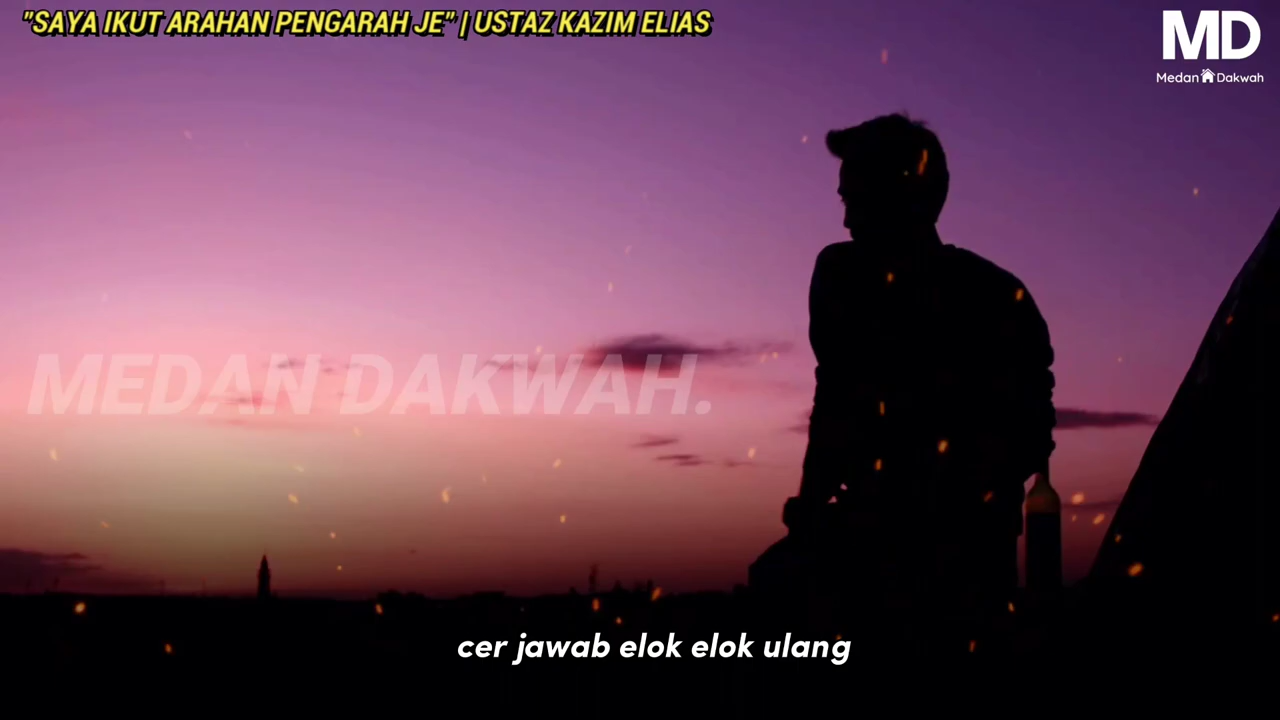 "SAYA IKUT ARAHAN PENGARAH JE" | USTAZ KAZIM ELIAS
MD
Medan Dakwah
MEDAN DAKWAH.
cer jawab elok elok ulang